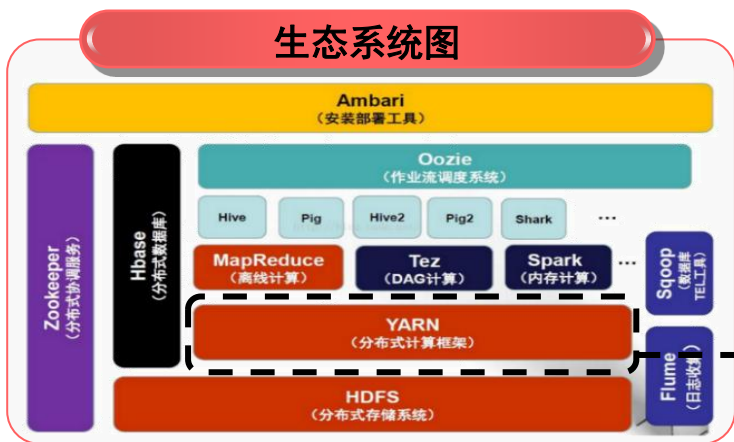 生态系统图
Ambari
（安装部署工具）
Zookeeper
（分布式协调服务）
Hbase
（分布式数据库）
Oozie
（作业流调度系统）
Hive
Pig
Hive2
Pig2
Shark
...
MapReduce
（离线计算）
Tez
（DAG计算）
Spark
（内存计算）
...
Sqoop
（数据库
TEL工具）
YARN
（分布式计算框架）
Flume
（日志收集）
HDFS
（分布式存储系统）